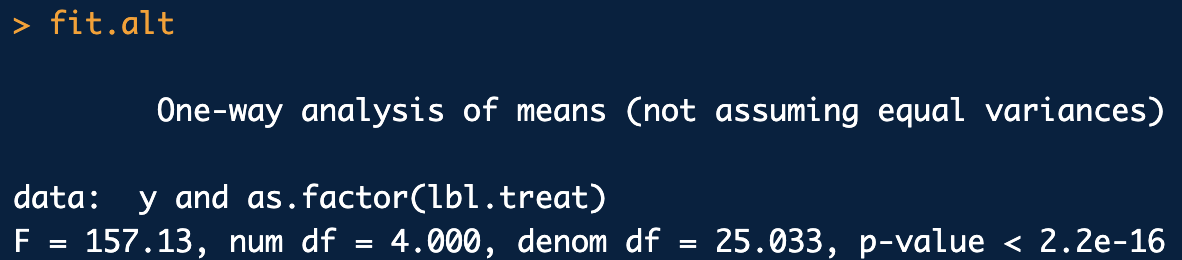 > fit.alt
One-way analysis of means (not assuming equal variances)
data:  y and as.factor(lbl.treat)
F = 157.13, num df = 4.000, denom df = 25.033, p-value < 2.2e-16